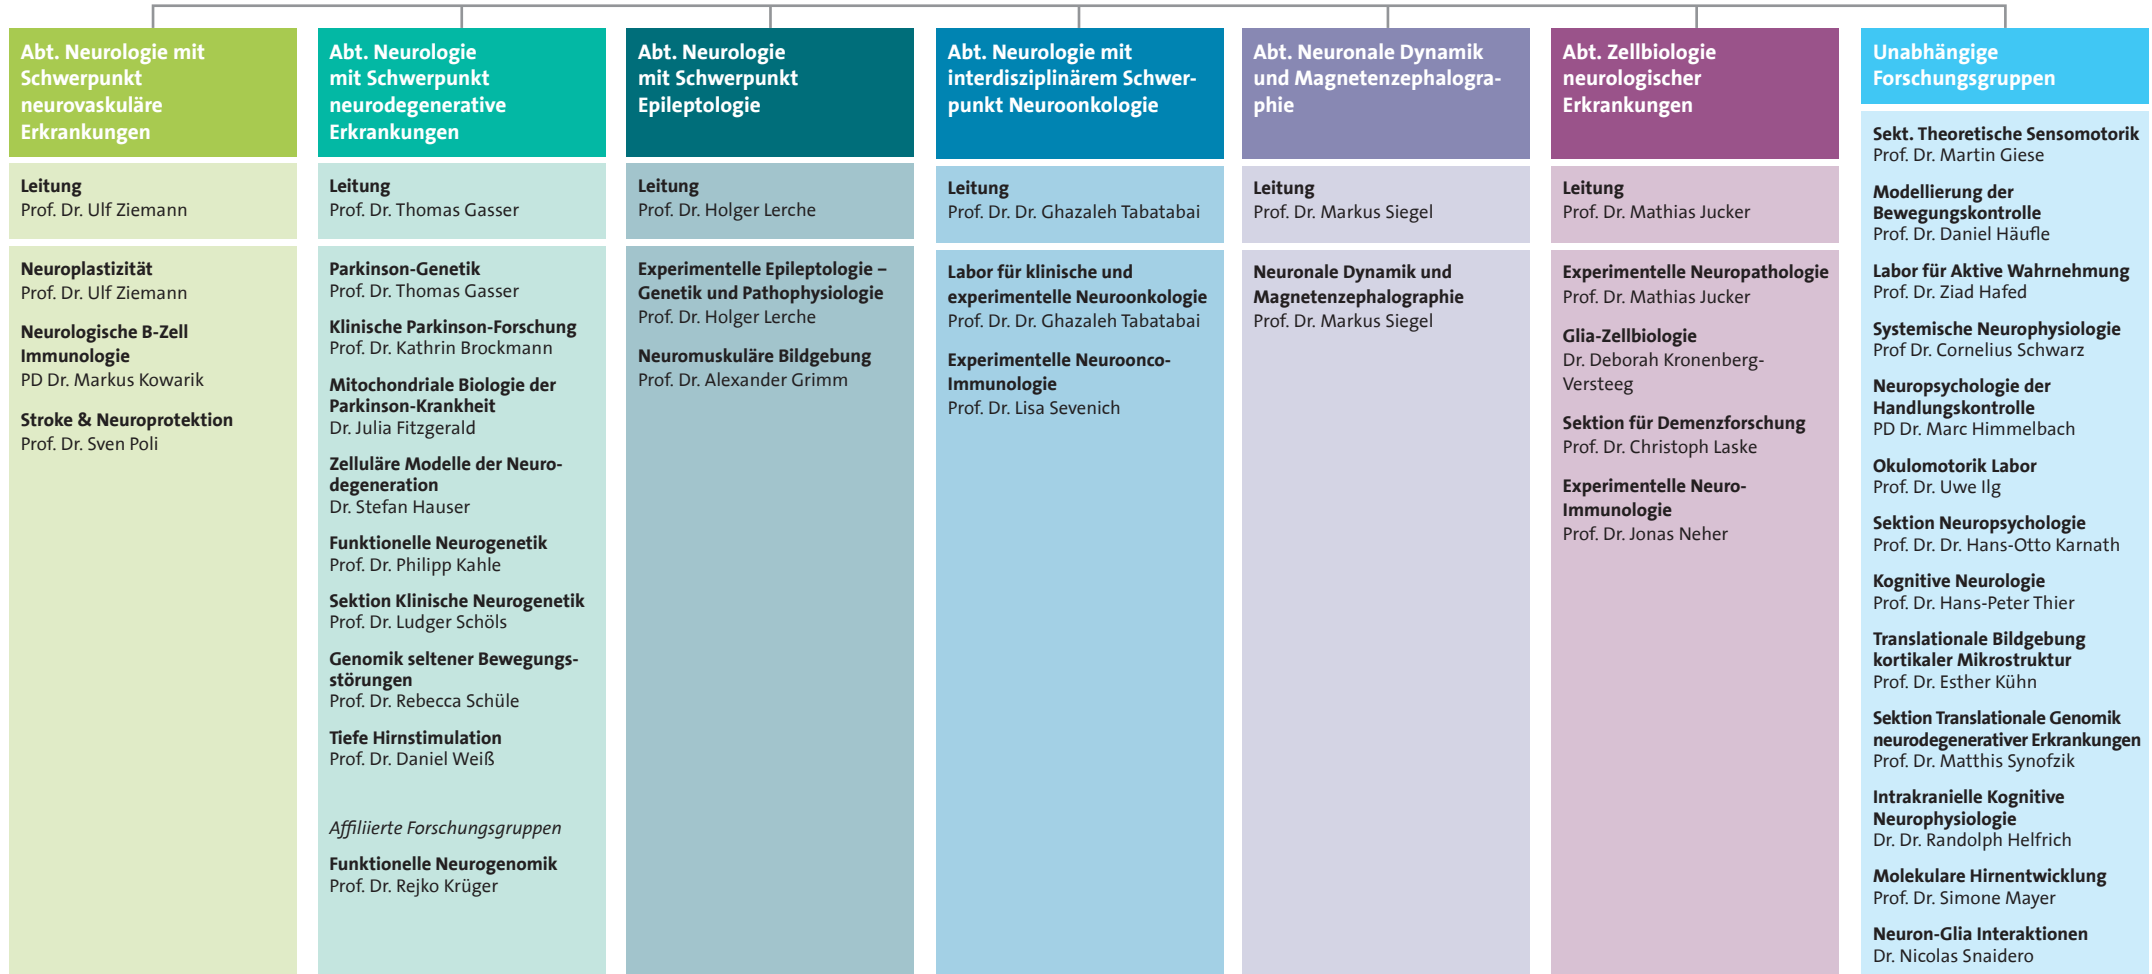 Abt. Neurologie mit
Schwerpunkt
neurovaskuläre
Erkrankungen
Leitung
Prof. Dr. Ulf Ziemann
Neuroplastizität
Prof. Dr. Ulf Ziemann
Neurologische B-Zell
Immunologie
PD Dr. Markus Kowarik
Stroke & Neuroprotektion
Prof. Dr. Sven Poli
Abt. Neurologie
mit Schwerpunkt
neurodegenerative
Erkrankungen
Leitung
Prof. Dr. Thomas Gasser
Parkinson-Genetik
Prof. Dr. Thomas Gasser
Klinische Parkinson-Forschung
Prof. Dr. Kathrin Brockmann
Mitochondriale Biologie der
Parkinson-Krankheit
Dr. Julia Fitzgerald
Zelluläre Modelle der Neuro-
degeneration
Dr. Stefan Hauser
Funktionelle Neurogenetik
Prof. Dr. Philipp Kahle
Sektion Klinische Neurogenetik
Prof. Dr. Ludger Schöls
Genomik seltener Bewegungs-
störungen
Prof. Dr. Rebecca Schüle
Tiefe Hirnstimulation
Prof. Dr. Daniel Weiß
Affiliierte Forschungsgruppen
Funktionelle Neurogenomik
Prof. Dr. Rejko Krüger
Abt. Neurologie
mit Schwerpunkt
Epileptologie
Leitung
Prof. Dr. Holger Lerche
Experimentelle Epileptologie –
Genetik und Pathophysiologie
Prof. Dr. Holger Lerche
Neuromuskuläre Bildgebung
Prof. Dr. Alexander Grimm
Abt. Neurologie mit
interdisziplinärem Schwer-
punkt Neuroonkologie
Leitung
Prof. Dr. Dr. Ghazaleh Tabatabai
Labor für klinische und
experimentelle Neuroonkologie
Prof. Dr. Dr. Ghazaleh Tabatabai
Experimentelle Neuroonco-
Immunologie
Prof. Dr. Lisa Sevenich
Abt. Neuronale Dynamik
und Magnetenzephalogra-
phie
Leitung
Prof. Dr. Markus Siegel
Neuronale Dynamik und
Magnetenzephalographie
Prof. Dr. Markus Siegel
Abt. Zellbiologie
neurologischer
Erkrankungen
Leitung
Prof. Dr. Mathias Jucker
Experimentelle Neuropathologie
Prof. Dr. Mathias Jucker
Glia-Zellbiologie
Dr. Deborah Kronenberg-
Versteeg
Sektion für Demenzforschung
Prof. Dr. Christoph Laske
Experimentelle Neuro-
Immunologie
Prof. Dr. Jonas Neher
Unabhängige
Forschungsgruppen
Sekt. Theoretische Sensomotorik
Prof. Dr. Martin Giese
Modellierung der
Bewegungskontrolle
Prof. Dr. Daniel Häufle
Labor für Aktive Wahrnehmung
Prof. Dr. Ziad Hafed
Systemische Neurophysiologie
Prof Dr. Cornelius Schwarz
Neuropsychologie der
Handlungskontrolle
PD Dr. Marc Himmelbach
Okulomotorik Labor
Prof. Dr. Uwe Ilg
Sektion Neuropsychologie
Prof. Dr. Dr. Hans-Otto Karnath
Kognitive Neurologie
Prof. Dr. Hans-Peter Thier
Translationale Bildgebung
kortikaler Mikrostruktur
Prof. Dr. Esther Kühn
Sektion Translationale Genomik
neurodegenerativer Erkrankungen
Prof. Dr. Matthis Synofzik
Intrakranielle Kognitive
Neurophysiologie
Dr. Dr. Randolph Helfrich
Molekulare Hirnentwicklung
Prof. Dr. Simone Mayer
Neuron-Glia Interaktionen
Dr. Nicolas Snaidero